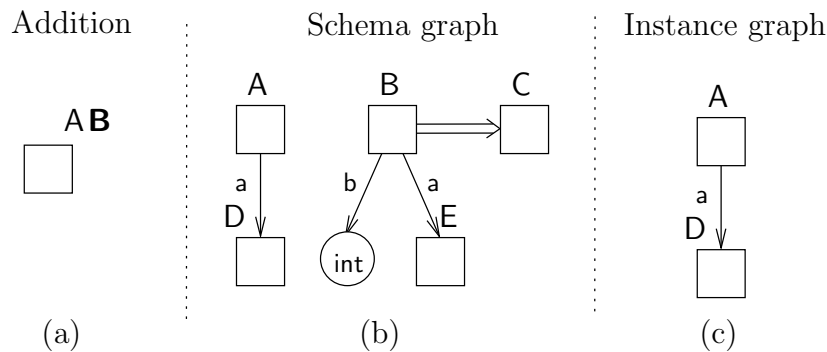 Addition
Schema graph
Instance graph
A B
A
B
C
A
a
b
a
a
D
E
D
int
(a)
(b)
(c)